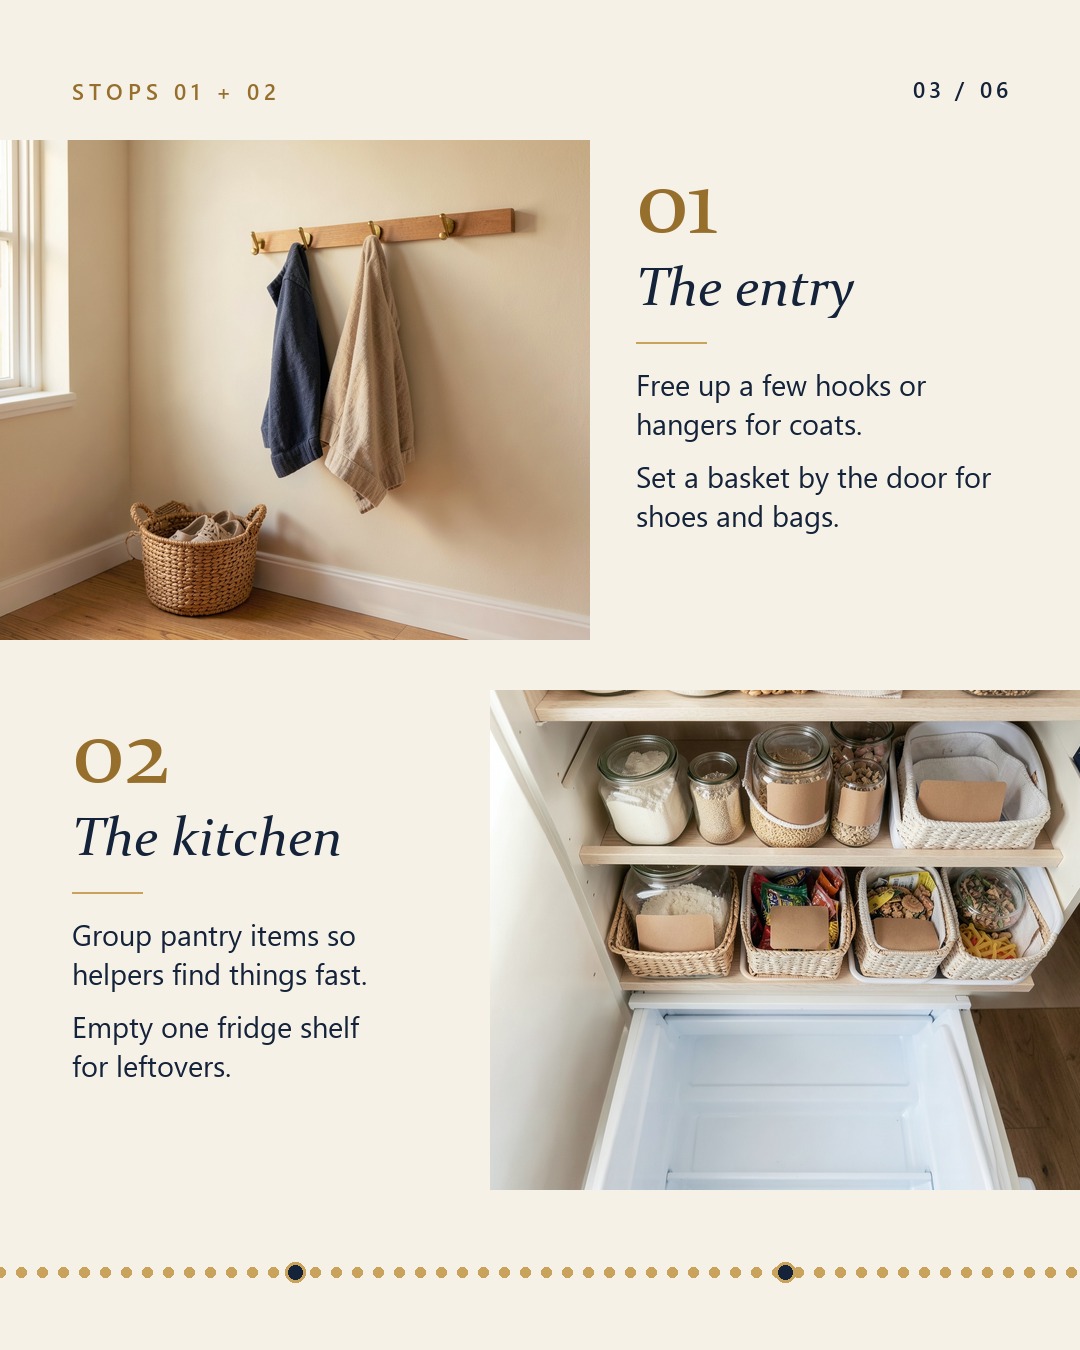 STOPS 01 + 02
03 / 06
01
The entry
Free up a few hooks or
hangers for coats.
Set a basket by the door for
shoes and bags.
02
The kitchen
Group pantry items so
helpers find things fast.
Empty one fridge shelf
for leftovers.